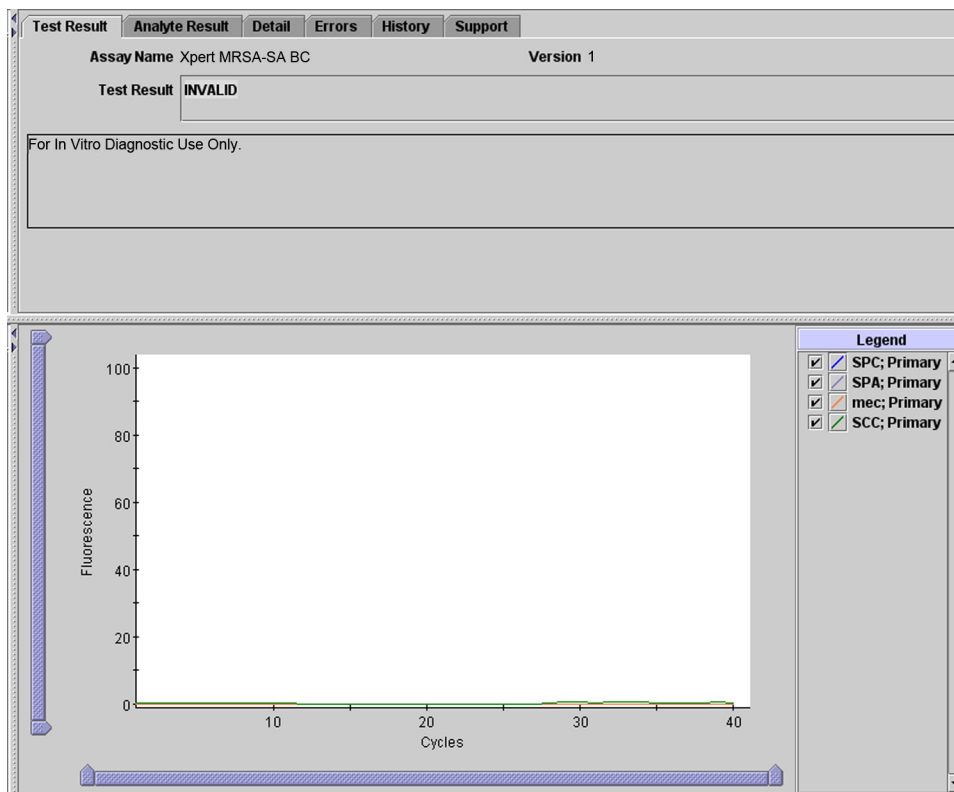 Test Result Analyte Result Detail Errors History Support
Assay Name Xpert MRSA-SA BC Version 1
Test Result INVALID
For In Vitro Diagnostic Use Only.
Legend
SPC; Primary
SPA; Primary
mec; Primary
SCC; Primary
100
80
60
40
20
0
Fluorescence
10 20 30 40
Cycles